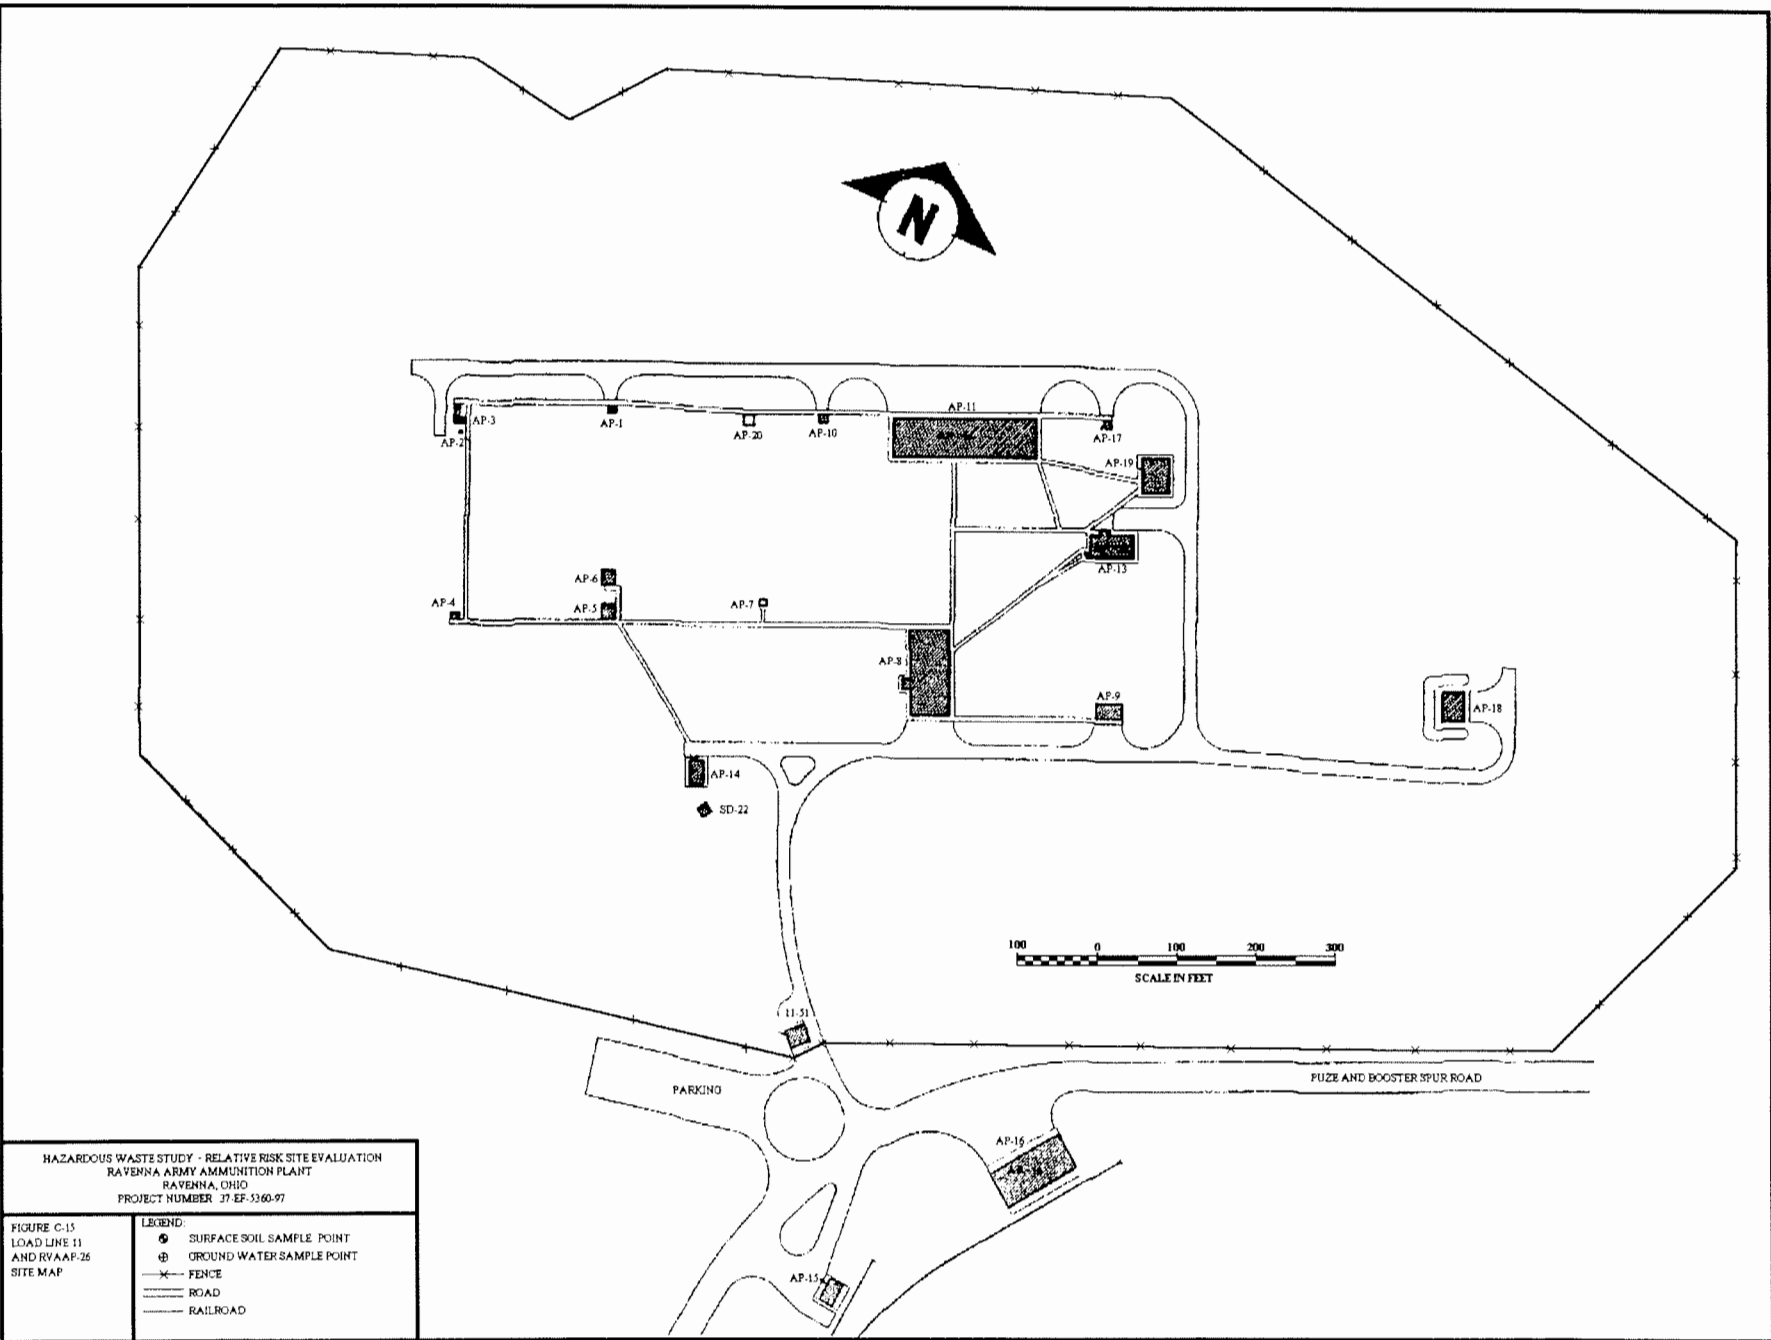 N
AP-11
AP-3
AP-1
AP-20
AP-10
AP-17
AP-2
AP-19
AP-13
AP-6
AP-4
AP-5
AP-7
AP-8
AP-9
AP-18
AP-14
SD-22
100 0 100 200 300
SCALE IN FEET
11-51
PARKING
FUZE AND BOOSTER SPUR ROAD
AP-16
AP-15
HAZARDOUS WASTE STUDY - RELATIVE RISK SITE EVALUATION
RAVENNA ARMY AMMUNITION PLANT
RAVENNA, OHIO
PROJECT NUMBER 37-EF-5360-97
FIGURE C-15
LOAD LINE 11
AND RVAAP-26
SITE MAP
LEGEND:
SURFACE SOIL SAMPLE POINT
GROUND WATER SAMPLE POINT
FENCE
ROAD
RAILROAD